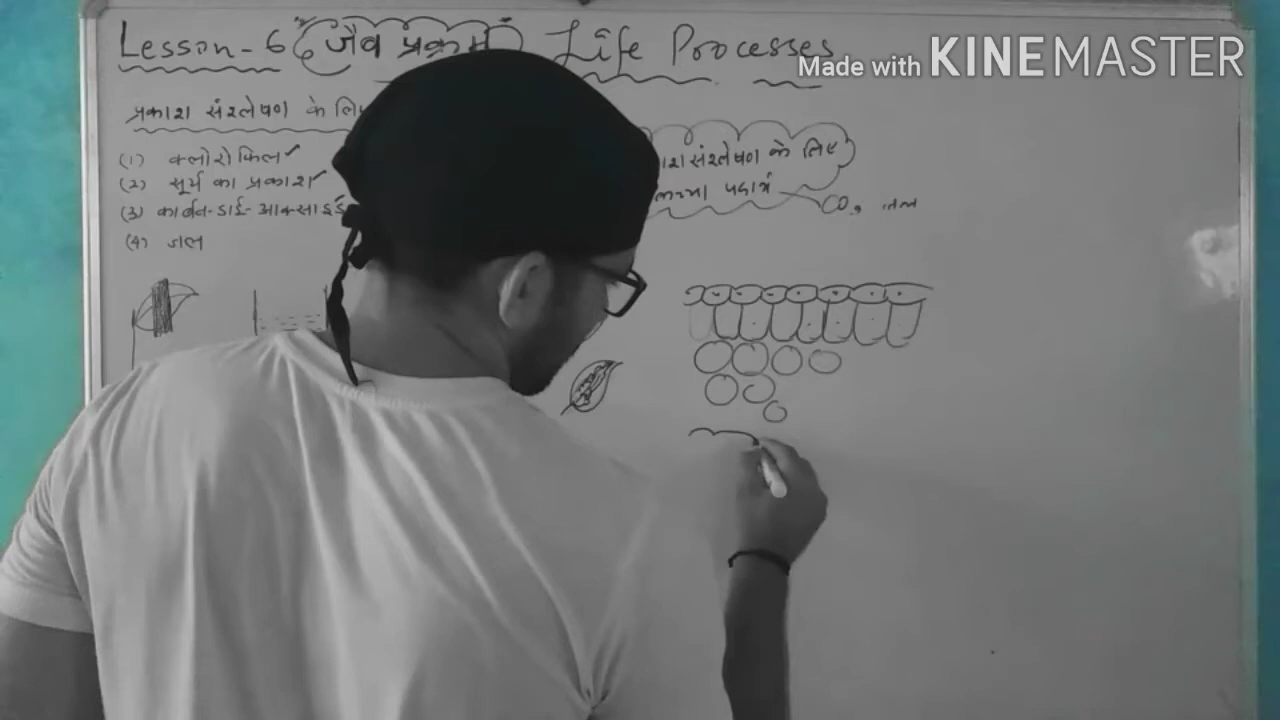 Lesson-6 (जैव प्रक्रम) Life Processes
Made with KINEMASTER
प्रकाश संश्लेषण के
(1) क्लोरोफिल
(2) सूर्य का प्रकाश
(3) कार्बन-डाई-आक्साइड
(4) जल
संश्लेषण के लिए
पदार्थ CO₂ जल